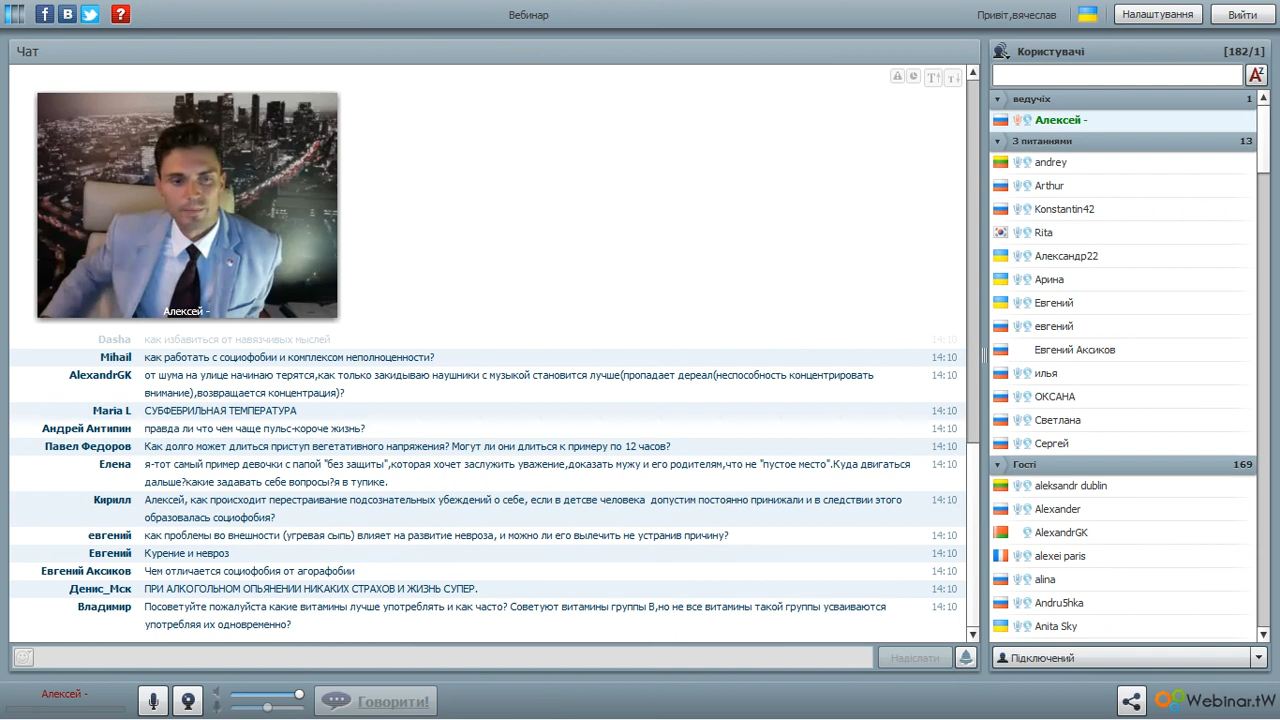 f B ?
Вебинар
Привіт,вячеслав
Налаштування
Вийти
Чат
Алексей -
Dasha как избавиться от навязчивых мыслей 14:10
Mihail как работать с социофобии и комплексом неполноценности? 14:10
AlexandrGK от шума на улице начинаю терятся,как только закидываю наушники с музыкой становится лучше(пропадает дереал(неспособность концентрировать 14:10
внимание),возвращается концентрация)?
Maria L СУБФЕБРИЛЬНАЯ ТЕМПЕРАТУРА 14:10
Андрей Антипин правда ли что чем чаще пульс-короче жизнь? 14:10
Павел Федоров Как долго может длиться приступ вегетативного напряжения? Могут ли они длиться к примеру по 12 часов? 14:10
Елена я-тот самый пример девочки с папой "без защиты",которая хочет заслужить уважение,доказать мужу и его родителям,что не "пустое место".Куда двигаться 14:10
дальше?какие задавать себе вопросы?я в тупике.
Кирилл Алексей, как происходит перестраивание подсознательных убеждений о себе, если в детсве человека допустим постоянно принижали и в следствии этого 14:10
образовалась социофобия?
евгений как проблемы во внешности (угревая сыпь) влияет на развитие невроза, и можно ли его вылечить не устранив причину? 14:10
Евгений Курение и невроз 14:10
Евгений Аксиков Чем отличается социофобия от агорафобии 14:10
Денис_Мск ПРИ АЛКОГОЛЬНОМ ОПЬЯНЕНИИ НИКАКИХ СТРАХОВ И ЖИЗНЬ СУПЕР. 14:10
Владимир Посоветуйте пожалуйста какие витамины лучше употреблять и как часто? Советуют витамины группы В,но не все витамины такой группы усваиваются 14:10
употребляя их одновременно?
Надіслати
Користувачі [182/1]
AZ
ведучіх 1
Алексей -
З питаннями 13
andrey
Arthur
Konstantin42
Rita
Александр22
Арина
Евгений
евгений
Евгений Аксиков
илья
ОКСАНА
Светлана
Сергей
Гості 169
aleksandr dublin
Alexander
AlexandrGK
alexei paris
alina
Andru5hka
Anita Sky
Підключений
Алексей -
Говорити!
Webinar.tW